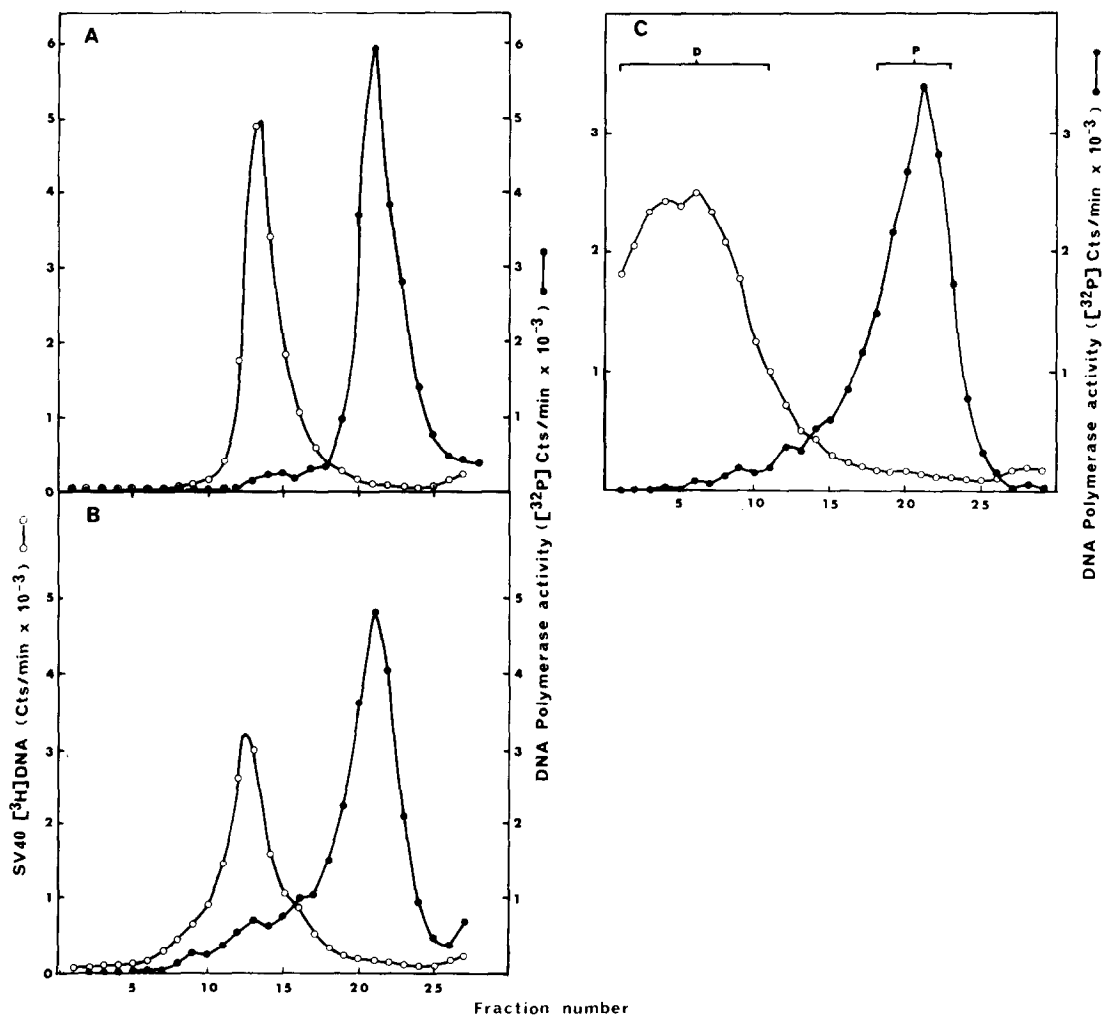 A
6
5
4
3
2
1
0
6
5
4
3
2
1
B
5
4
3
2
1
0
5
4
3
2
1
5 10 15 20 25
SV40 [³H]DNA (Cts/min x 10⁻³) ○—○
DNA Polymerase activity ([³²P] Cts/min x 10⁻³) ●—●
C
D
P
3
2
1
3
2
1
5 10 15 20 25
DNA Polymerase activity ([³²P] Cts/min x 10⁻³) ●—●
Fraction number